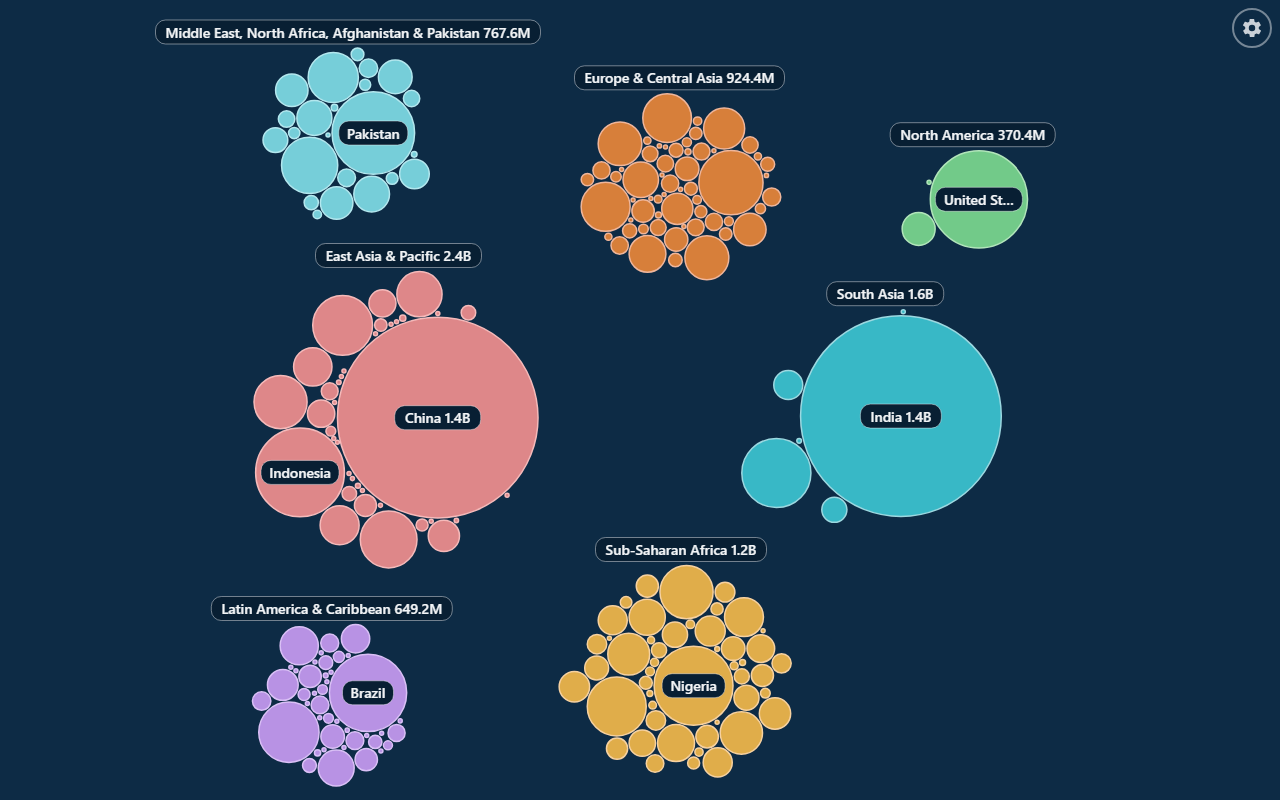 Middle East, North Africa, Afghanistan & Pakistan 767.6M
Pakistan
Europe & Central Asia 924.4M
North America 370.4M
United St...
East Asia & Pacific 2.4B
China 1.4B
Indonesia
South Asia 1.6B
India 1.4B
Sub-Saharan Africa 1.2B
Nigeria
Latin America & Caribbean 649.2M
Brazil